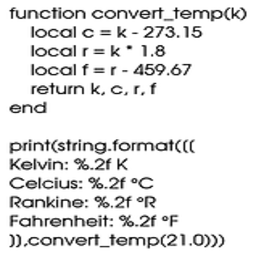 function convert_temp(k)
local c = k - 273.15
local r = k * 1.8
local f = r - 459.67
return k, c, r, f
end
print(string.format(((
Kelvin: %.2f K
Celcius: %.2f °C
Rankine: %.2f °R
Fahrenheit: %.2f °F
)),convert_temp(21.0)))